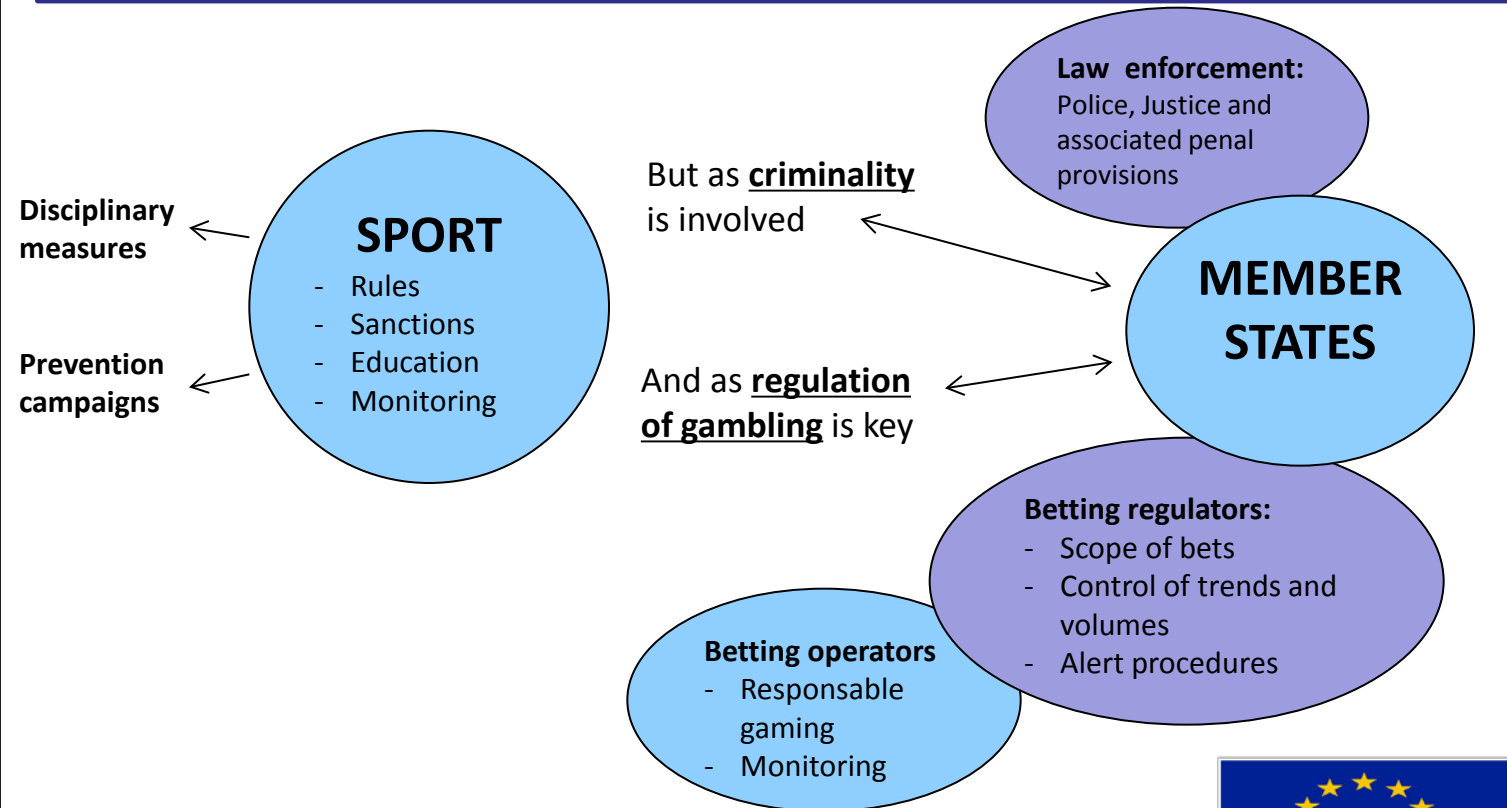 Disciplinary
measures
Prevention
campaigns
SPORT
- Rules
- Sanctions
- Education
- Monitoring
But as criminality
is involved
And as regulation
of gambling is key
Law enforcement:
Police, Justice and
associated penal
provisions
MEMBER
STATES
Betting regulators:
- Scope of bets
- Control of trends and
volumes
- Alert procedures
Betting operators
- Responsable
gaming
- Monitoring